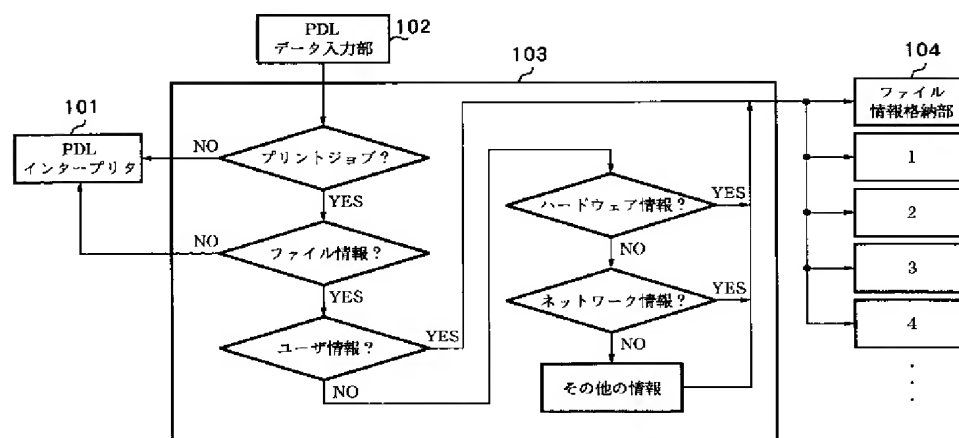 PDL
データ入力部
102
103
104
ファイル
情報格納部
101
PDL
インタープリタ
NO
プリントジョブ?
YES
NO
ファイル情報?
YES
ユーザ情報?
YES
NO
ハードウェア情報?
YES
NO
ネットワーク情報?
YES
NO
その他の情報
1
2
3
4